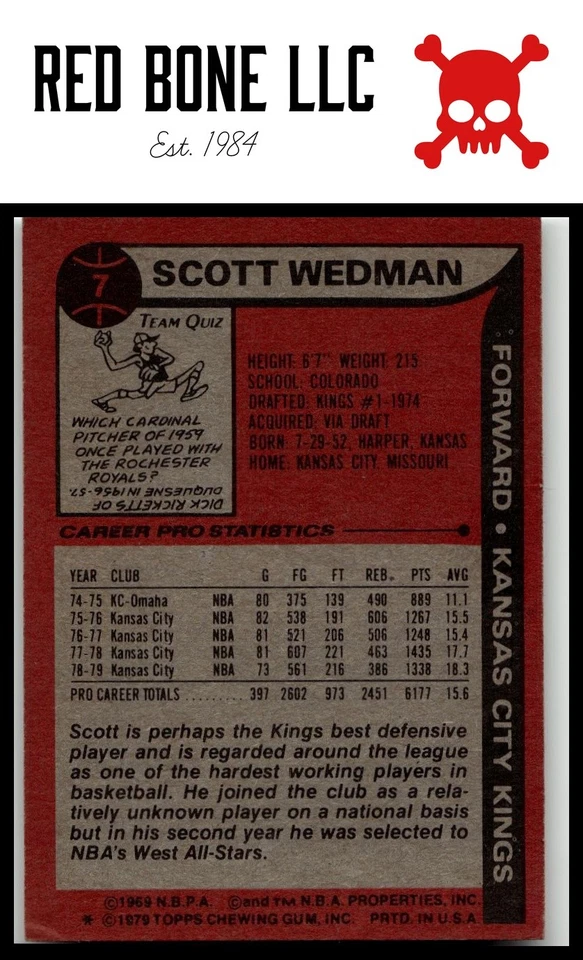 RED BONE LLC
Est. 1984
7
SCOTT WEDMAN
TEAM QUIZ
WHICH CARDINAL
PITCHER OF 1959
ONCE PLAYED WITH
THE ROCHESTER
ROYALS?
DICK RICKETTS OF
DUQUESNE IN 1956-57.
HEIGHT: 6'7" WEIGHT: 215
SCHOOL: COLORADO
DRAFTED: KINGS #1-1974
ACQUIRED: VIA DRAFT
BORN: 7-29-52, HARPER, KANSAS
HOME: KANSAS CITY, MISSOURI
FORWARD • KANSAS CITY KINGS
CAREER PRO STATISTICS
YEAR CLUB G FG FT REB. PTS AVG
74-75 KC-Omaha NBA 80 375 139 490 889 11.1
75-76 Kansas City NBA 82 538 191 606 1267 15.5
76-77 Kansas City NBA 81 521 206 506 1248 15.4
77-78 Kansas City NBA 81 607 221 463 1435 17.7
78-79 Kansas City NBA 73 561 216 386 1338 18.3
PRO CAREER TOTALS ......... 397 2602 973 2451 6177 15.6
Scott is perhaps the Kings best defensive
player and is regarded around the league
as one of the hardest working players in
basketball. He joined the club as a rela-
tively unknown player on a national basis
but in his second year he was selected to
NBA's West All-Stars.
©1969 N.B.P.A. ©and TM N.B.A. PROPERTIES, INC.
* ©1979 TOPPS CHEWING GUM, INC. PRTD. IN U.S.A